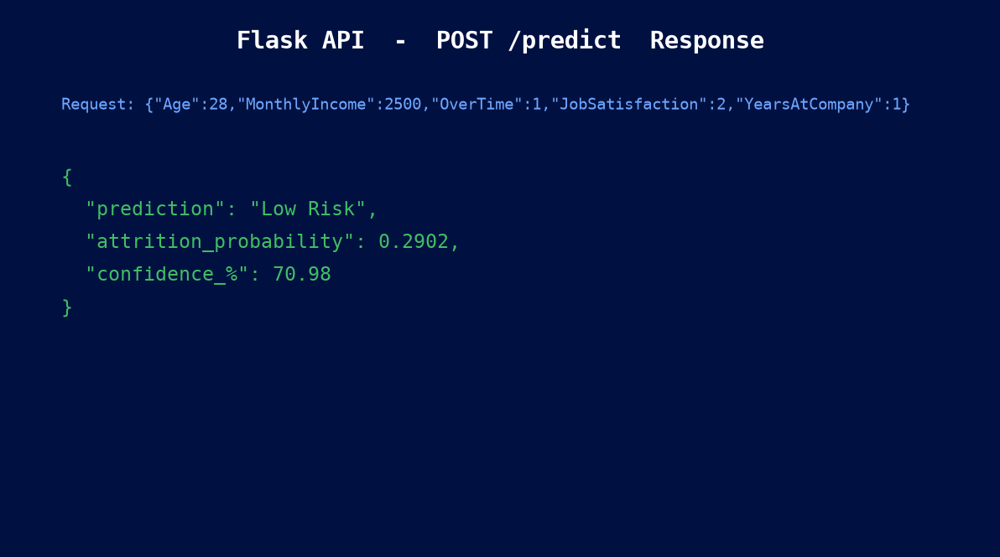 Flask API  -  POST /predict  Response
Request: {"Age":28,"MonthlyIncome":2500,"OverTime":1,"JobSatisfaction":2,"YearsAtCompany":1}
{
  "prediction": "Low Risk",
  "attrition_probability": 0.2902,
  "confidence_%": 70.98
}